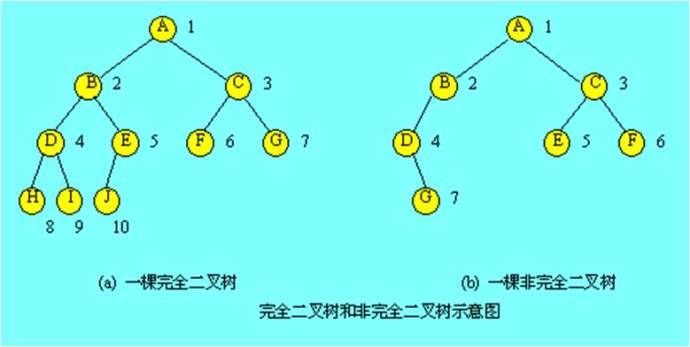 A 1 A 1
B 2 C 3 B 2 C 3
D 4 E 5 F 6 G 7 D 4 E 5 F 6
H I J G 7
8 9 10
(a) 一棵完全二叉树 (b) 一棵非完全二叉树
完全二叉树和非完全二叉树示意图